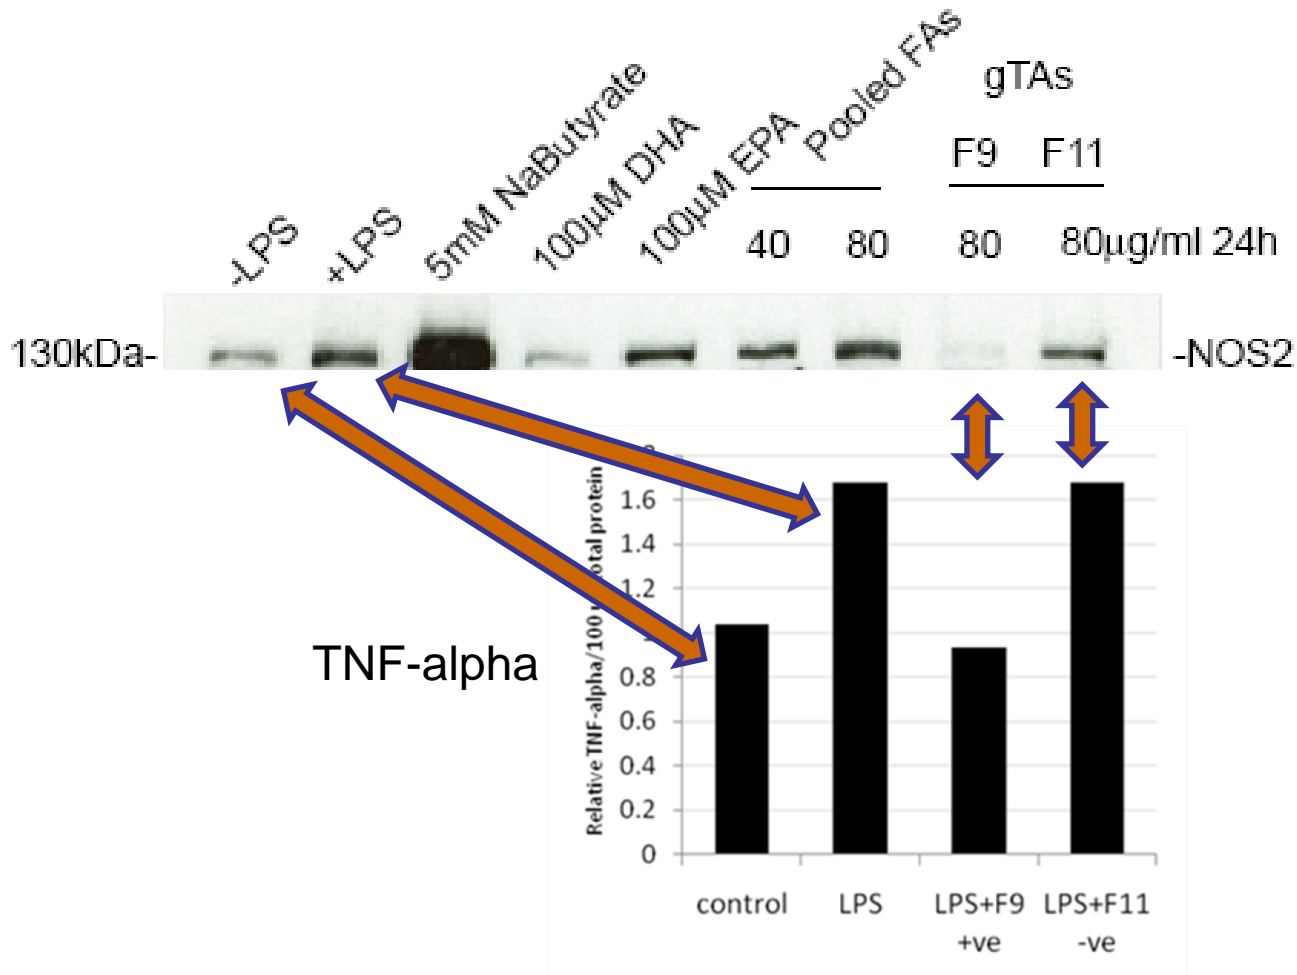 -LPS
+LPS
5mM NaButyrate
100μM DHA
100μM EPA
Pooled FAs
gTAs
F9 F11
40 80 80 80μg/ml 24h
130kDa-
-NOS2
TNF-alpha
Relative TNF-alpha/100 total protein
1.6
1.4
1.2
0.8
0.6
0.4
0.2
0
control LPS LPS+F9 LPS+F11
+ve -ve